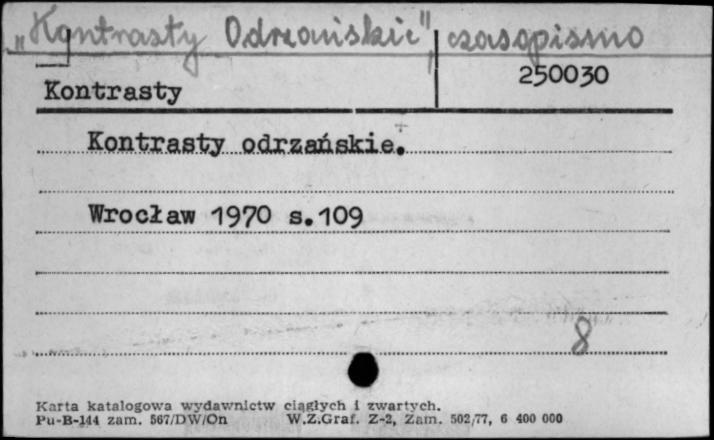 „Kontrasty Odrzańskie", czasopismo
250030
Kontrasty
Kontrasty odrzańskie.
Wrocław 1970 s.109
8
Karta katalogowa wydawnictw ciągłych i zwartych.
Pu-B-144 zam. 567/DW/On W.Z.Graf. Z-2, Zam. 502/77, 6 400 000